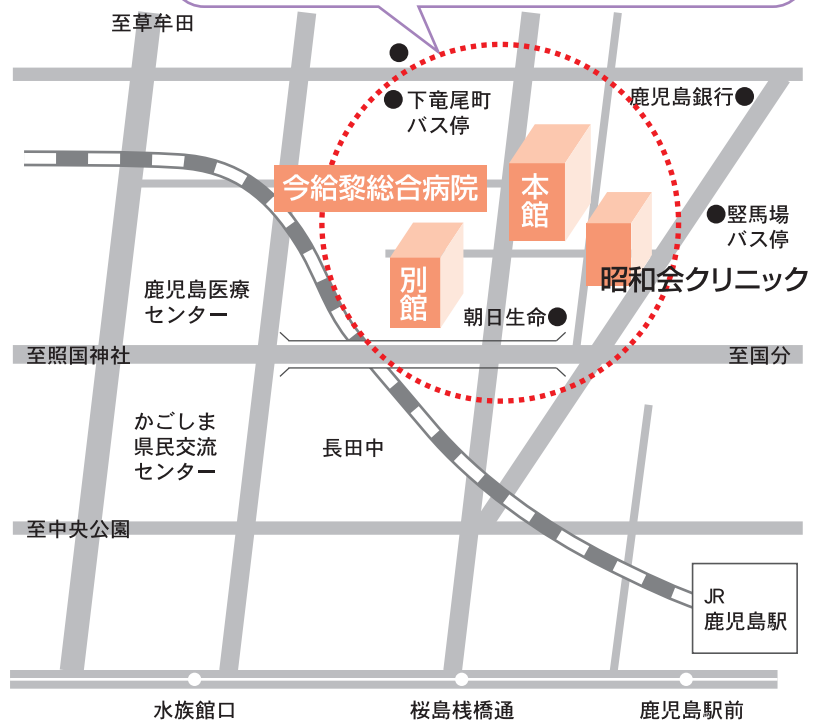 至草牟田
下竜尾町
バス停
鹿児島銀行
今給黎総合病院
本館
竪馬場
バス停
昭和会クリニック
別館
鹿児島医療
センター
朝日生命
至照国神社
至国分
かごしま
県民交流
センター
長田中
至中央公園
JR
鹿児島駅
水族館口
桜島桟橋通
鹿児島駅前